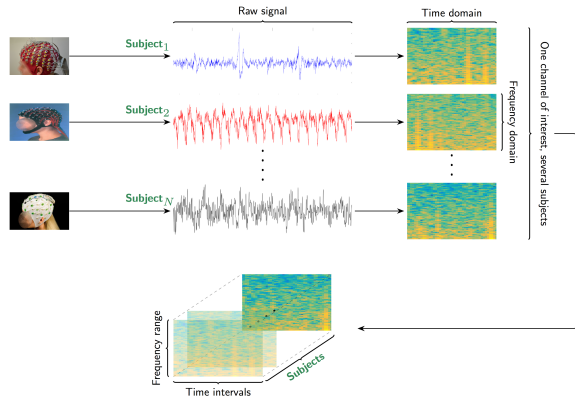 Raw signal
Time domain
Subject1
Subject2
SubjectN
Frequency domain
One channel of interest, several subjects
Frequency range
Time intervals
Subjects